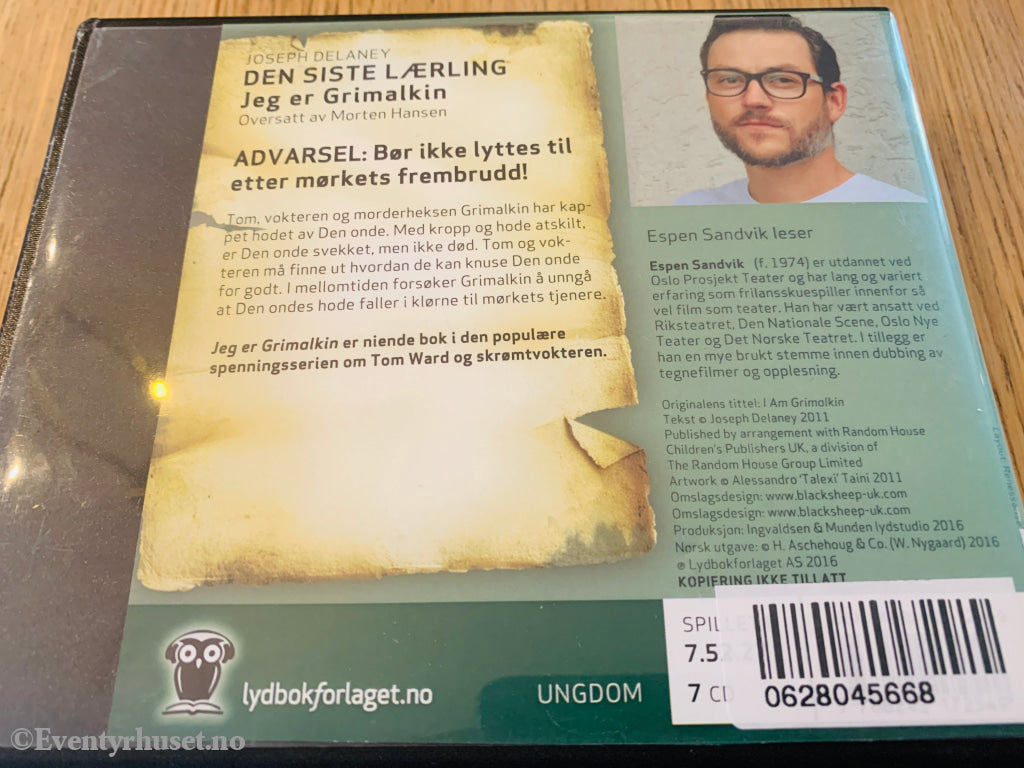 JOSEPH DELANEY
DEN SISTE LÆRLING
Jeg er Grimalkin
Oversatt av Morten Hansen
ADVARSEL: Bør ikke lyttes til
etter mørkets frembrudd!
Tom, vokteren og morderheksen Grimalkin har kap-
pet hodet av Den onde. Med kropp og hode atskilt,
er Den onde svekket, men ikke død. Tom og vok-
teren må finne ut hvordan de kan knuse Den onde
for godt. I mellomtiden forsøker Grimalkin å unngå
at Den ondes hode faller i klørne til mørkets tjenere.
Jeg er Grimalkin er niende bok i den populære
spenningsserien om Tom Ward og skrømtvokteren.
Espen Sandvik leser
Espen Sandvik (f. 1974) er utdannet ved
Oslo Prosjekt Teater og har lang og variert
erfaring som frilansskuespiller innenfor så
vel film som teater. Han har vært ansatt ved
Riksteatret, Den Nationale Scene, Oslo Nye
Teater og Det Norske Teatret. I tillegg er
han en mye brukt stemme innen dubbing av
tegnefilmer og opplesning.
Originalens tittel: I Am Grimalkin
Tekst © Joseph Delaney 2011
Published by arrangement with Random House
Children's Publishers UK, a division of
The Random House Group Limited
Artwork © Alessandro 'Talexi' Taini 2011
Omslagsdesign: www.blacksheep-uk.com
Omslagsdesign: www.blacksheep-uk.com
Produksjon: Ingvaldsen & Munden lydstudio 2016
Norsk utgave: © H. Aschehoug & Co. (W. Nygaard) 2016
℗ Lydbokforlaget AS 2016
KOPIERING IKKE TILLATT
Layout:
SPILLE
7.5
7 CD
0628045668
lydbokforlaget.no
UNGDOM
©Eventyrhuset.no